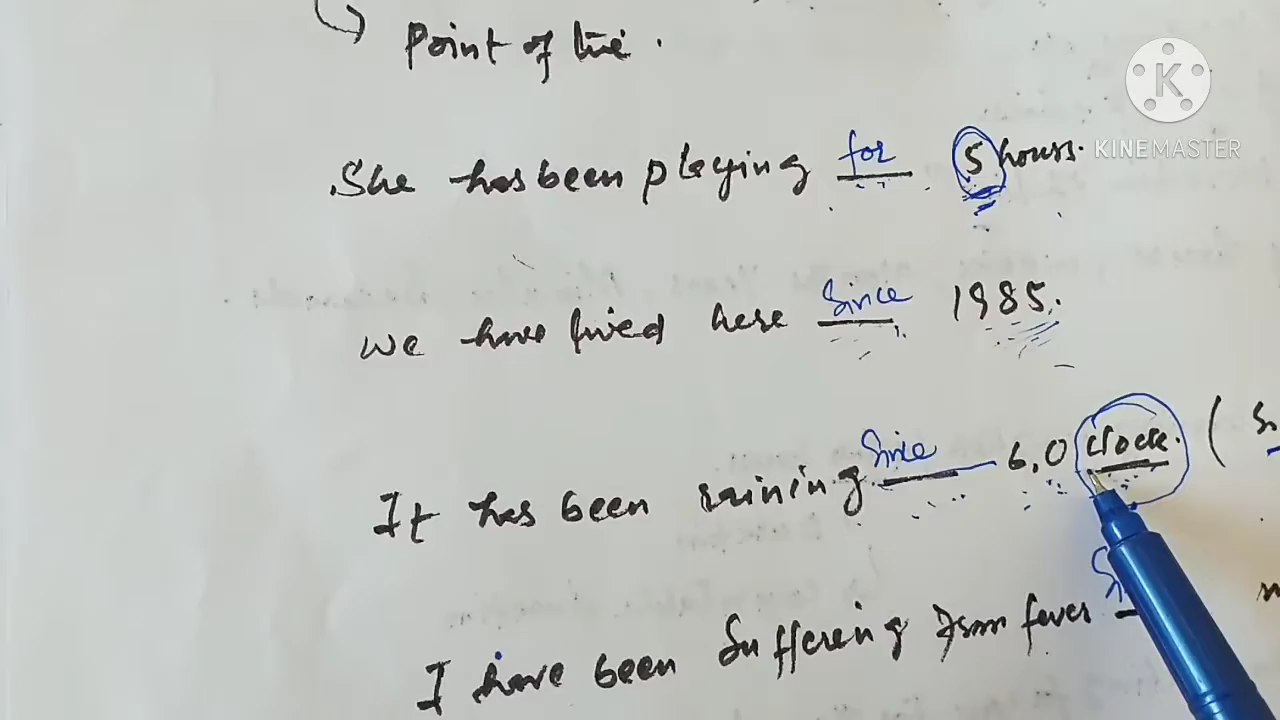 Point of time.
K
KINEMASTER
She has been playing for 5 hours.
We have lived here since 1985.
It has been raining since 6,0 clock. (
I have been suffering from fever